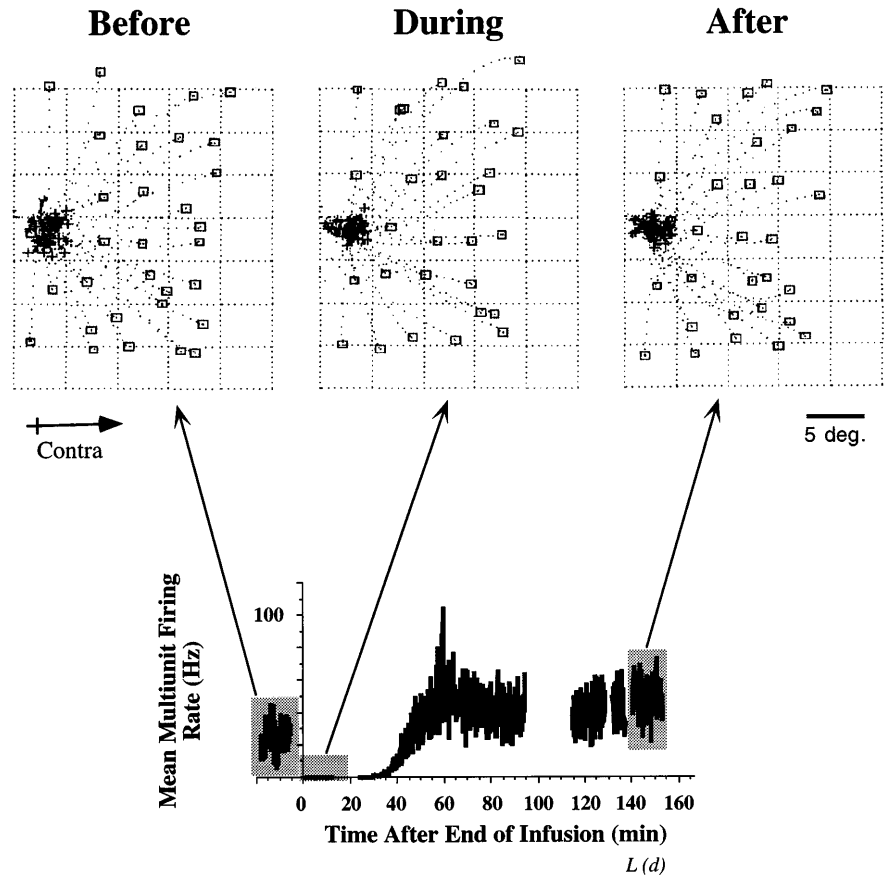 Before During After
Contra
5 deg.
Mean Multiunit Firing
Rate (Hz)
100
0 20 40 60 80 100 120 140 160
Time After End of Infusion (min)
L (d)